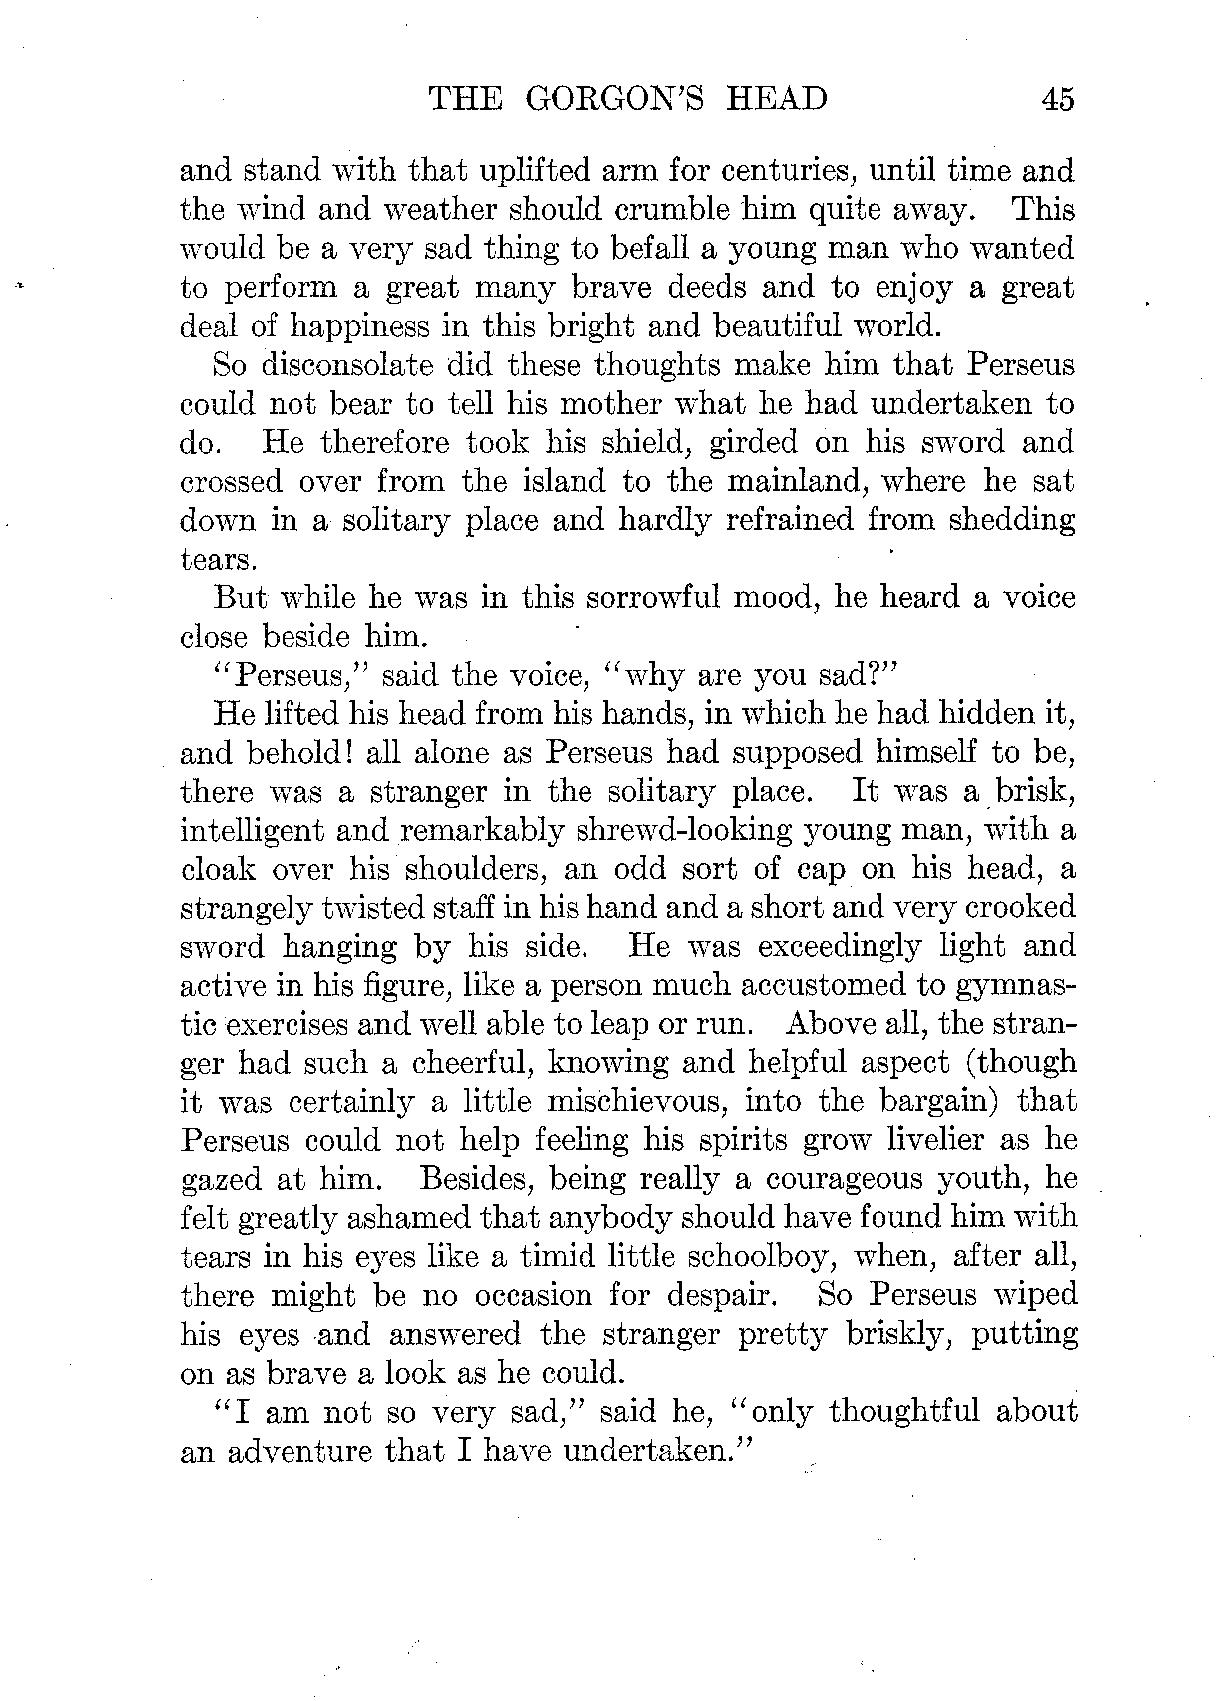 THE GORGON'S HEAD 45
and stand with that uplifted arm for centuries, until time and
the wind and weather should crumble him quite away. This
would be a very sad thing to befall a young man who wanted
to perform a great many brave deeds and to enjoy a great
deal of happiness in this bright and beautiful world.
So disconsolate did these thoughts make him that Perseus
could not bear to tell his mother what he had undertaken to
do. He therefore took his shield, girded on his sword and
crossed over from the island to the mainland, where he sat
down in a solitary place and hardly refrained from shedding
tears.
But while he was in this sorrowful mood, he heard a voice
close beside him.
"Perseus," said the voice, "why are you sad?"
He lifted his head from his hands, in which he had hidden it,
and behold! all alone as Perseus had supposed himself to be,
there was a stranger in the solitary place. It was a brisk,
intelligent and remarkably shrewd-looking young man, with a
cloak over his shoulders, an odd sort of cap on his head, a
strangely twisted staff in his hand and a short and very crooked
sword hanging by his side. He was exceedingly light and
active in his figure, like a person much accustomed to gymnas-
tic exercises and well able to leap or run. Above all, the stran-
ger had such a cheerful, knowing and helpful aspect (though
it was certainly a little mischievous, into the bargain) that
Perseus could not help feeling his spirits grow livelier as he
gazed at him. Besides, being really a courageous youth, he
felt greatly ashamed that anybody should have found him with
tears in his eyes like a timid little schoolboy, when, after all,
there might be no occasion for despair. So Perseus wiped
his eyes and answered the stranger pretty briskly, putting
on as brave a look as he could.
"I am not so very sad," said he, "only thoughtful about
an adventure that I have undertaken."